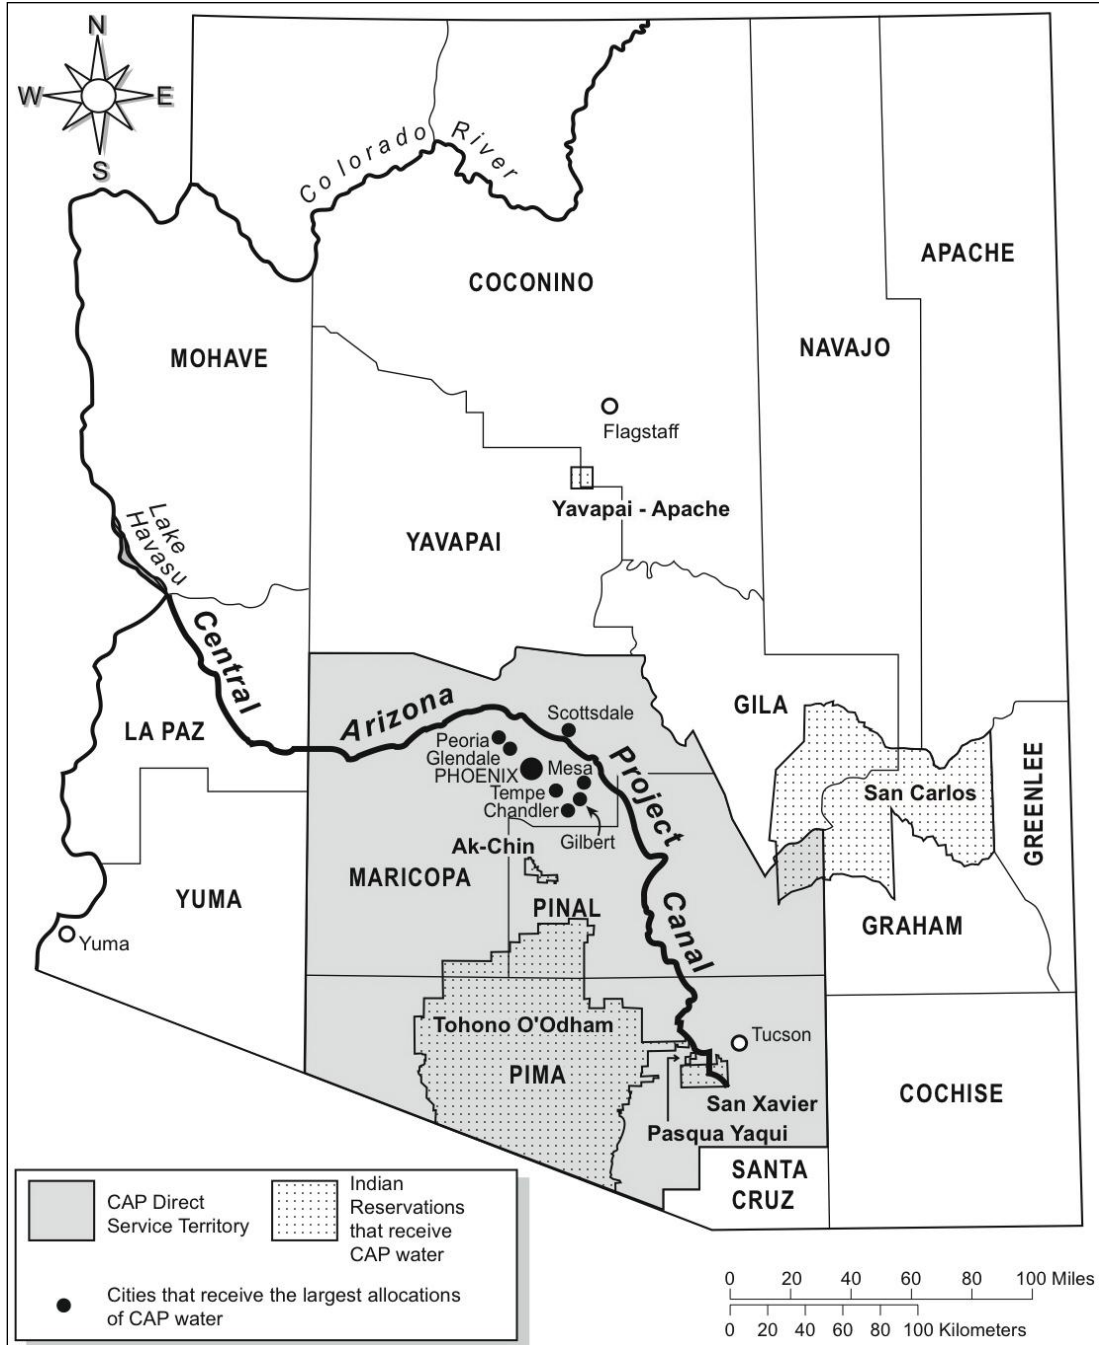 N
W
E
S
Colorado River
APACHE
COCONINO
NAVAJO
MOHAVE
Flagstaff
Yavapai - Apache
Lake
Havasu
YAVAPAI
Central Arizona Project Canal
LA PAZ
GILA
Scottsdale
Peoria
Glendale
PHOENIX
Mesa
Tempe
Chandler
Gilbert
San Carlos
GREENLEE
Ak-Chin
MARICOPA
YUMA
PINAL
GRAHAM
Yuma
Tohono O'Odham
Tucson
PIMA
COCHISE
San Xavier
Pasqua Yaqui
SANTA
CRUZ
CAP Direct
Service Territory
Indian
Reservations
that receive
CAP water
Cities that receive the largest allocations
of CAP water
0 20 40 60 80 100 Miles
0 20 40 60 80 100 Kilometers